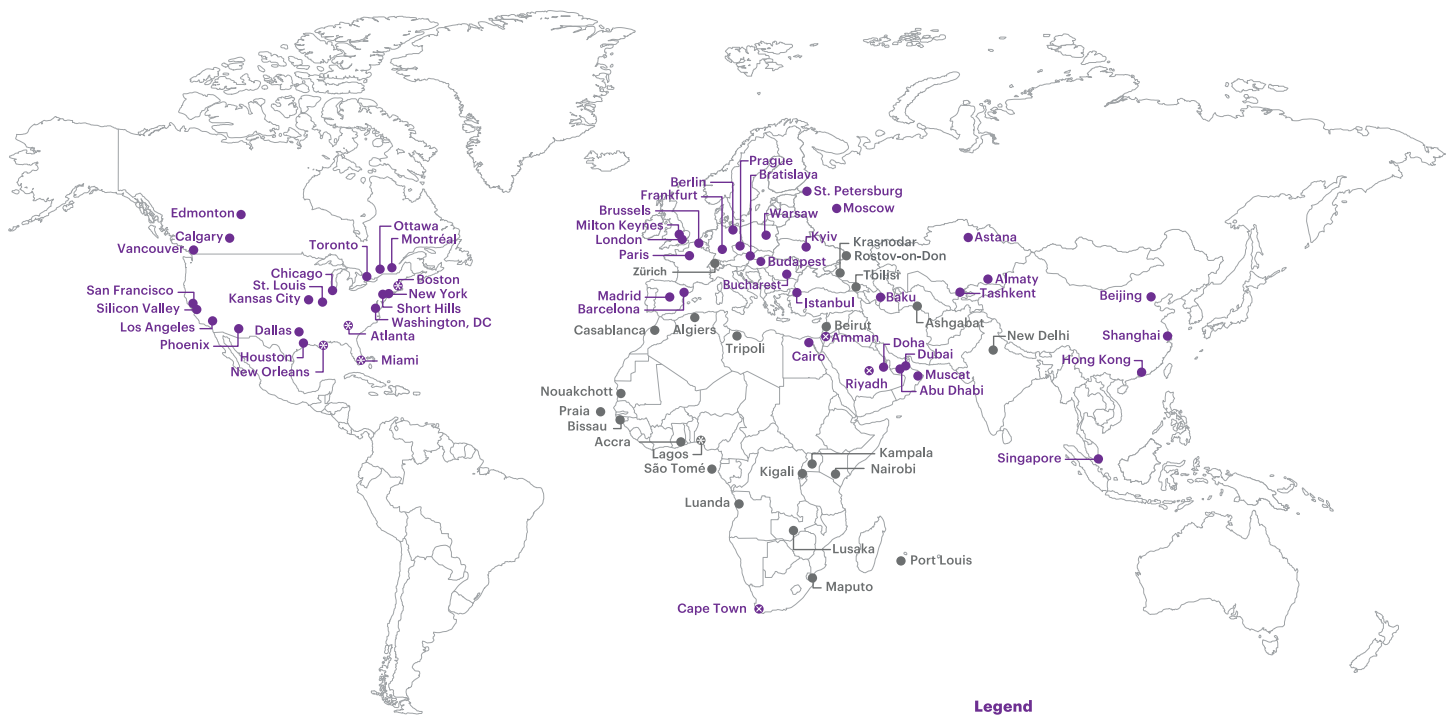 Edmonton
Calgary
Vancouver
Toronto
Ottawa
Montréal
Chicago
St. Louis
Kansas City
San Francisco
Silicon Valley
Los Angeles
Phoenix
Dallas
Houston
New Orleans
Boston
New York
Short Hills
Washington, DC
Atlanta
Miami
Prague
Bratislava
Berlin
Frankfurt
Brussels
Milton Keynes
London
Paris
Zürich
Madrid
Barcelona
Warsaw
St. Petersburg
Moscow
Kyiv
Budapest
Bucharest
Istanbul
Krasnodar
Rostov-on-Don
Tbilisi
Baku
Ashgabat
Astana
Almaty
Tashkent
Beijing
Shanghai
Hong Kong
New Delhi
Singapore
Casablanca
Algiers
Tripoli
Cairo
Beirut
Amman
Doha
Dubai
Riyadh
Muscat
Abu Dhabi
Nouakchott
Praia
Bissau
Accra
Lagos
São Tomé
Luanda
Kigali
Kampala
Nairobi
Lusaka
Port Louis
Maputo
Cape Town
Legend